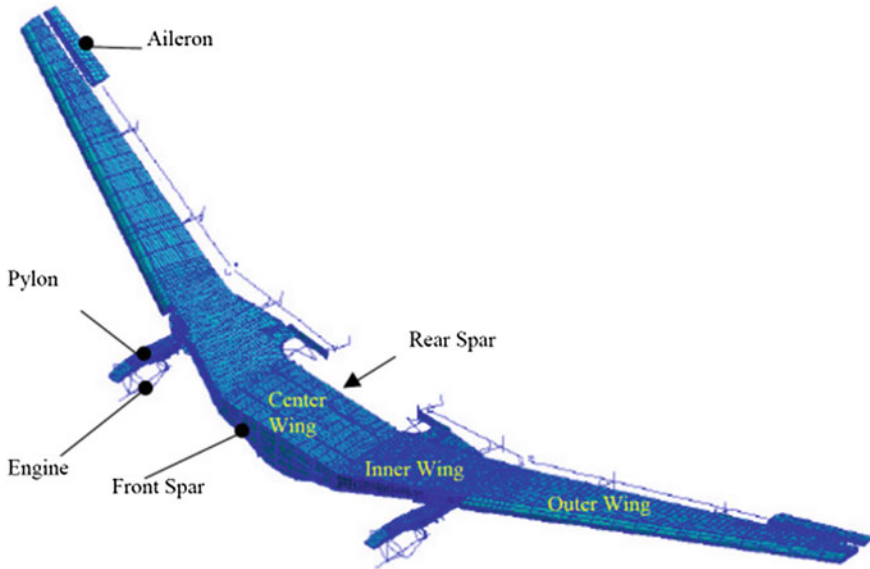 Aileron
Pylon
Rear Spar
Center
Wing
Engine
Inner Wing
Front Spar
Outer Wing